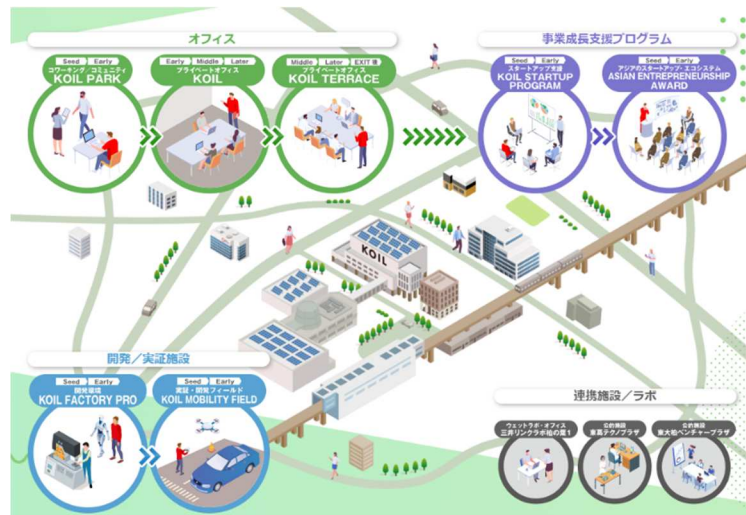 オフィス
Seed Early
コワーキング/コミュニティ
KOIL PARK
Early Middle Later
プライベートオフィス
KOIL
Middle Later EXIT後
プライベートオフィス
KOIL TERRACE
事業成長支援プログラム
Seed Early
スタートアップ支援
KOIL STARTUP
PROGRAM
Seed Early
アジアのスタートアップ・エコシステム
ASIAN ENTREPRENEURSHIP
AWARD
KOIL
開発/実証施設
Seed Early
開発環境
KOIL FACTORY PRO
Seed Early
実証・開発フィールド
KOIL MOBILITY FIELD
連携施設/ラボ
ウェットラボ・オフィス
三井リンクラボ柏の葉1
公的施設
東葛テクノプラザ
公的施設
東大柏ベンチャープラザ